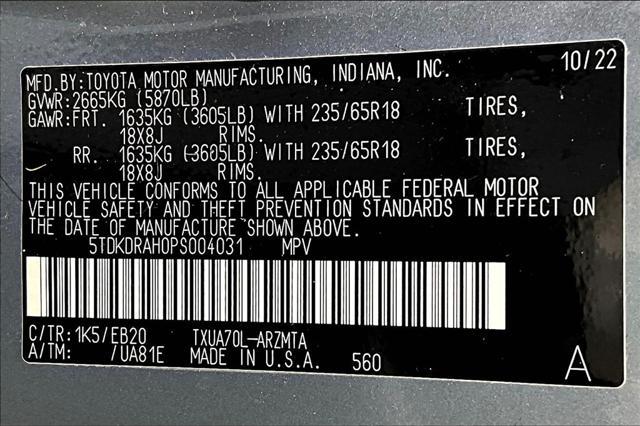 MFD.BY:TOYOTA MOTOR MANUFACTURING, INDIANA, INC. 10/22
GVWR:2665KG (5870LB)
GAWR:FRT. 1635KG (3605LB) WITH 235/65R18 TIRES,
18X8J RIMS.
RR. 1635KG (3605LB) WITH 235/65R18 TIRES,
18X8J RIMS.
THIS VEHICLE CONFORMS TO ALL APPLICABLE FEDERAL MOTOR
VEHICLE SAFETY AND THEFT PREVENTION STANDARDS IN EFFECT ON
THE DATE OF MANUFACTURE SHOWN ABOVE.
5TDKDRAH0PS004031 MPV
C/TR:1K5/EB20 TXUA70L-ARZMTA
A/TM: /UA81E MADE IN U.S.A. 560 A